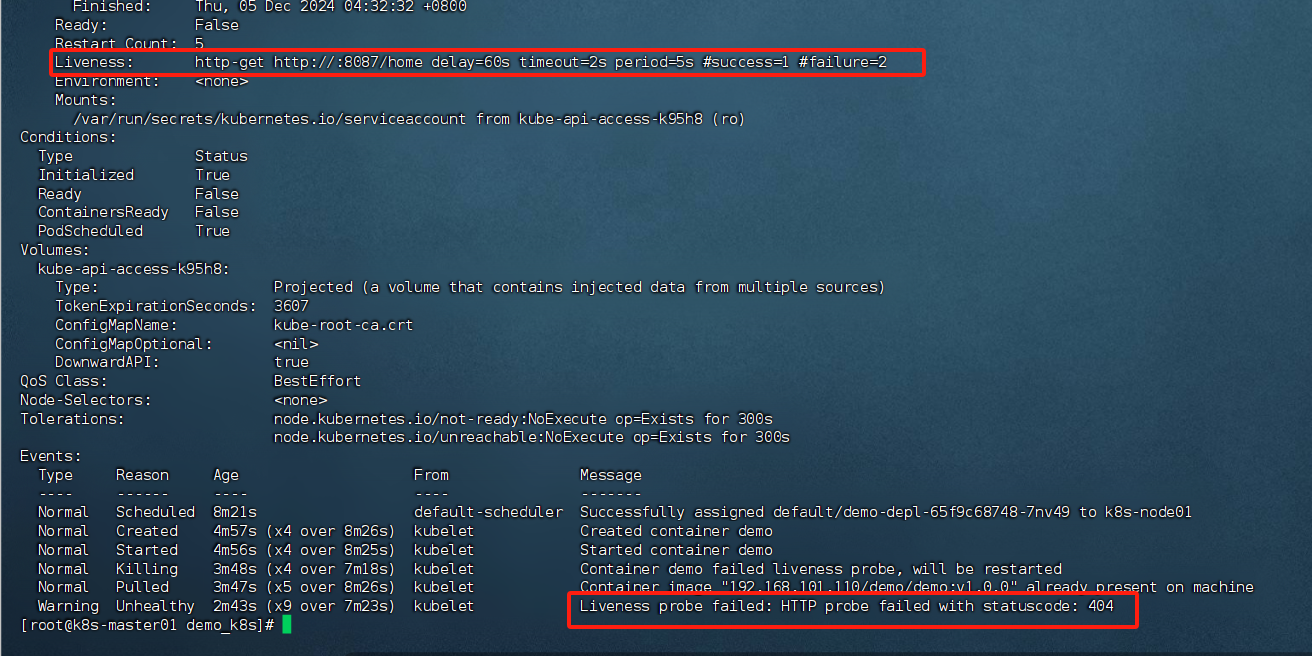 Finished:     Thu, 05 Dec 2024 04:32:32 +0800
Ready:          False
Restart Count:  5
Liveness:       http-get http://:8087/home delay=60s timeout=2s period=5s #success=1 #failure=2
Environment:    <none>
Mounts:
/var/run/secrets/kubernetes.io/serviceaccount from kube-api-access-k95h8 (ro)
Conditions:
Type              Status
Initialized       True
Ready             False
ContainersReady   False
PodScheduled      True
Volumes:
kube-api-access-k95h8:
Type:                    Projected (a volume that contains injected data from multiple sources)
TokenExpirationSeconds:  3607
ConfigMapName:           kube-root-ca.crt
ConfigMapOptional:       <nil>
DownwardAPI:             true
QoS Class:                   BestEffort
Node-Selectors:              <none>
Tolerations:                 node.kubernetes.io/not-ready:NoExecute op=Exists for 300s
node.kubernetes.io/unreachable:NoExecute op=Exists for 300s
Events:
Type     Reason     Age                    From               Message
----     ------     ----                   ----               -------
Normal   Scheduled  8m21s                  default-scheduler  Successfully assigned default/demo-depl-65f9c68748-7nv49 to k8s-node01
Normal   Created    4m57s (x4 over 8m26s)  kubelet            Created container demo
Normal   Started    4m56s (x4 over 8m25s)  kubelet            Started container demo
Normal   Killing    3m48s (x4 over 7m18s)  kubelet            Container demo failed liveness probe, will be restarted
Normal   Pulled     3m47s (x5 over 8m26s)  kubelet            Container image "192.168.101.110/demo/demo:v1.0.0" already present on machine
Warning  Unhealthy  2m43s (x9 over 7m23s)  kubelet            Liveness probe failed: HTTP probe failed with statuscode: 404
[root@k8s-master01 demo_k8s]#